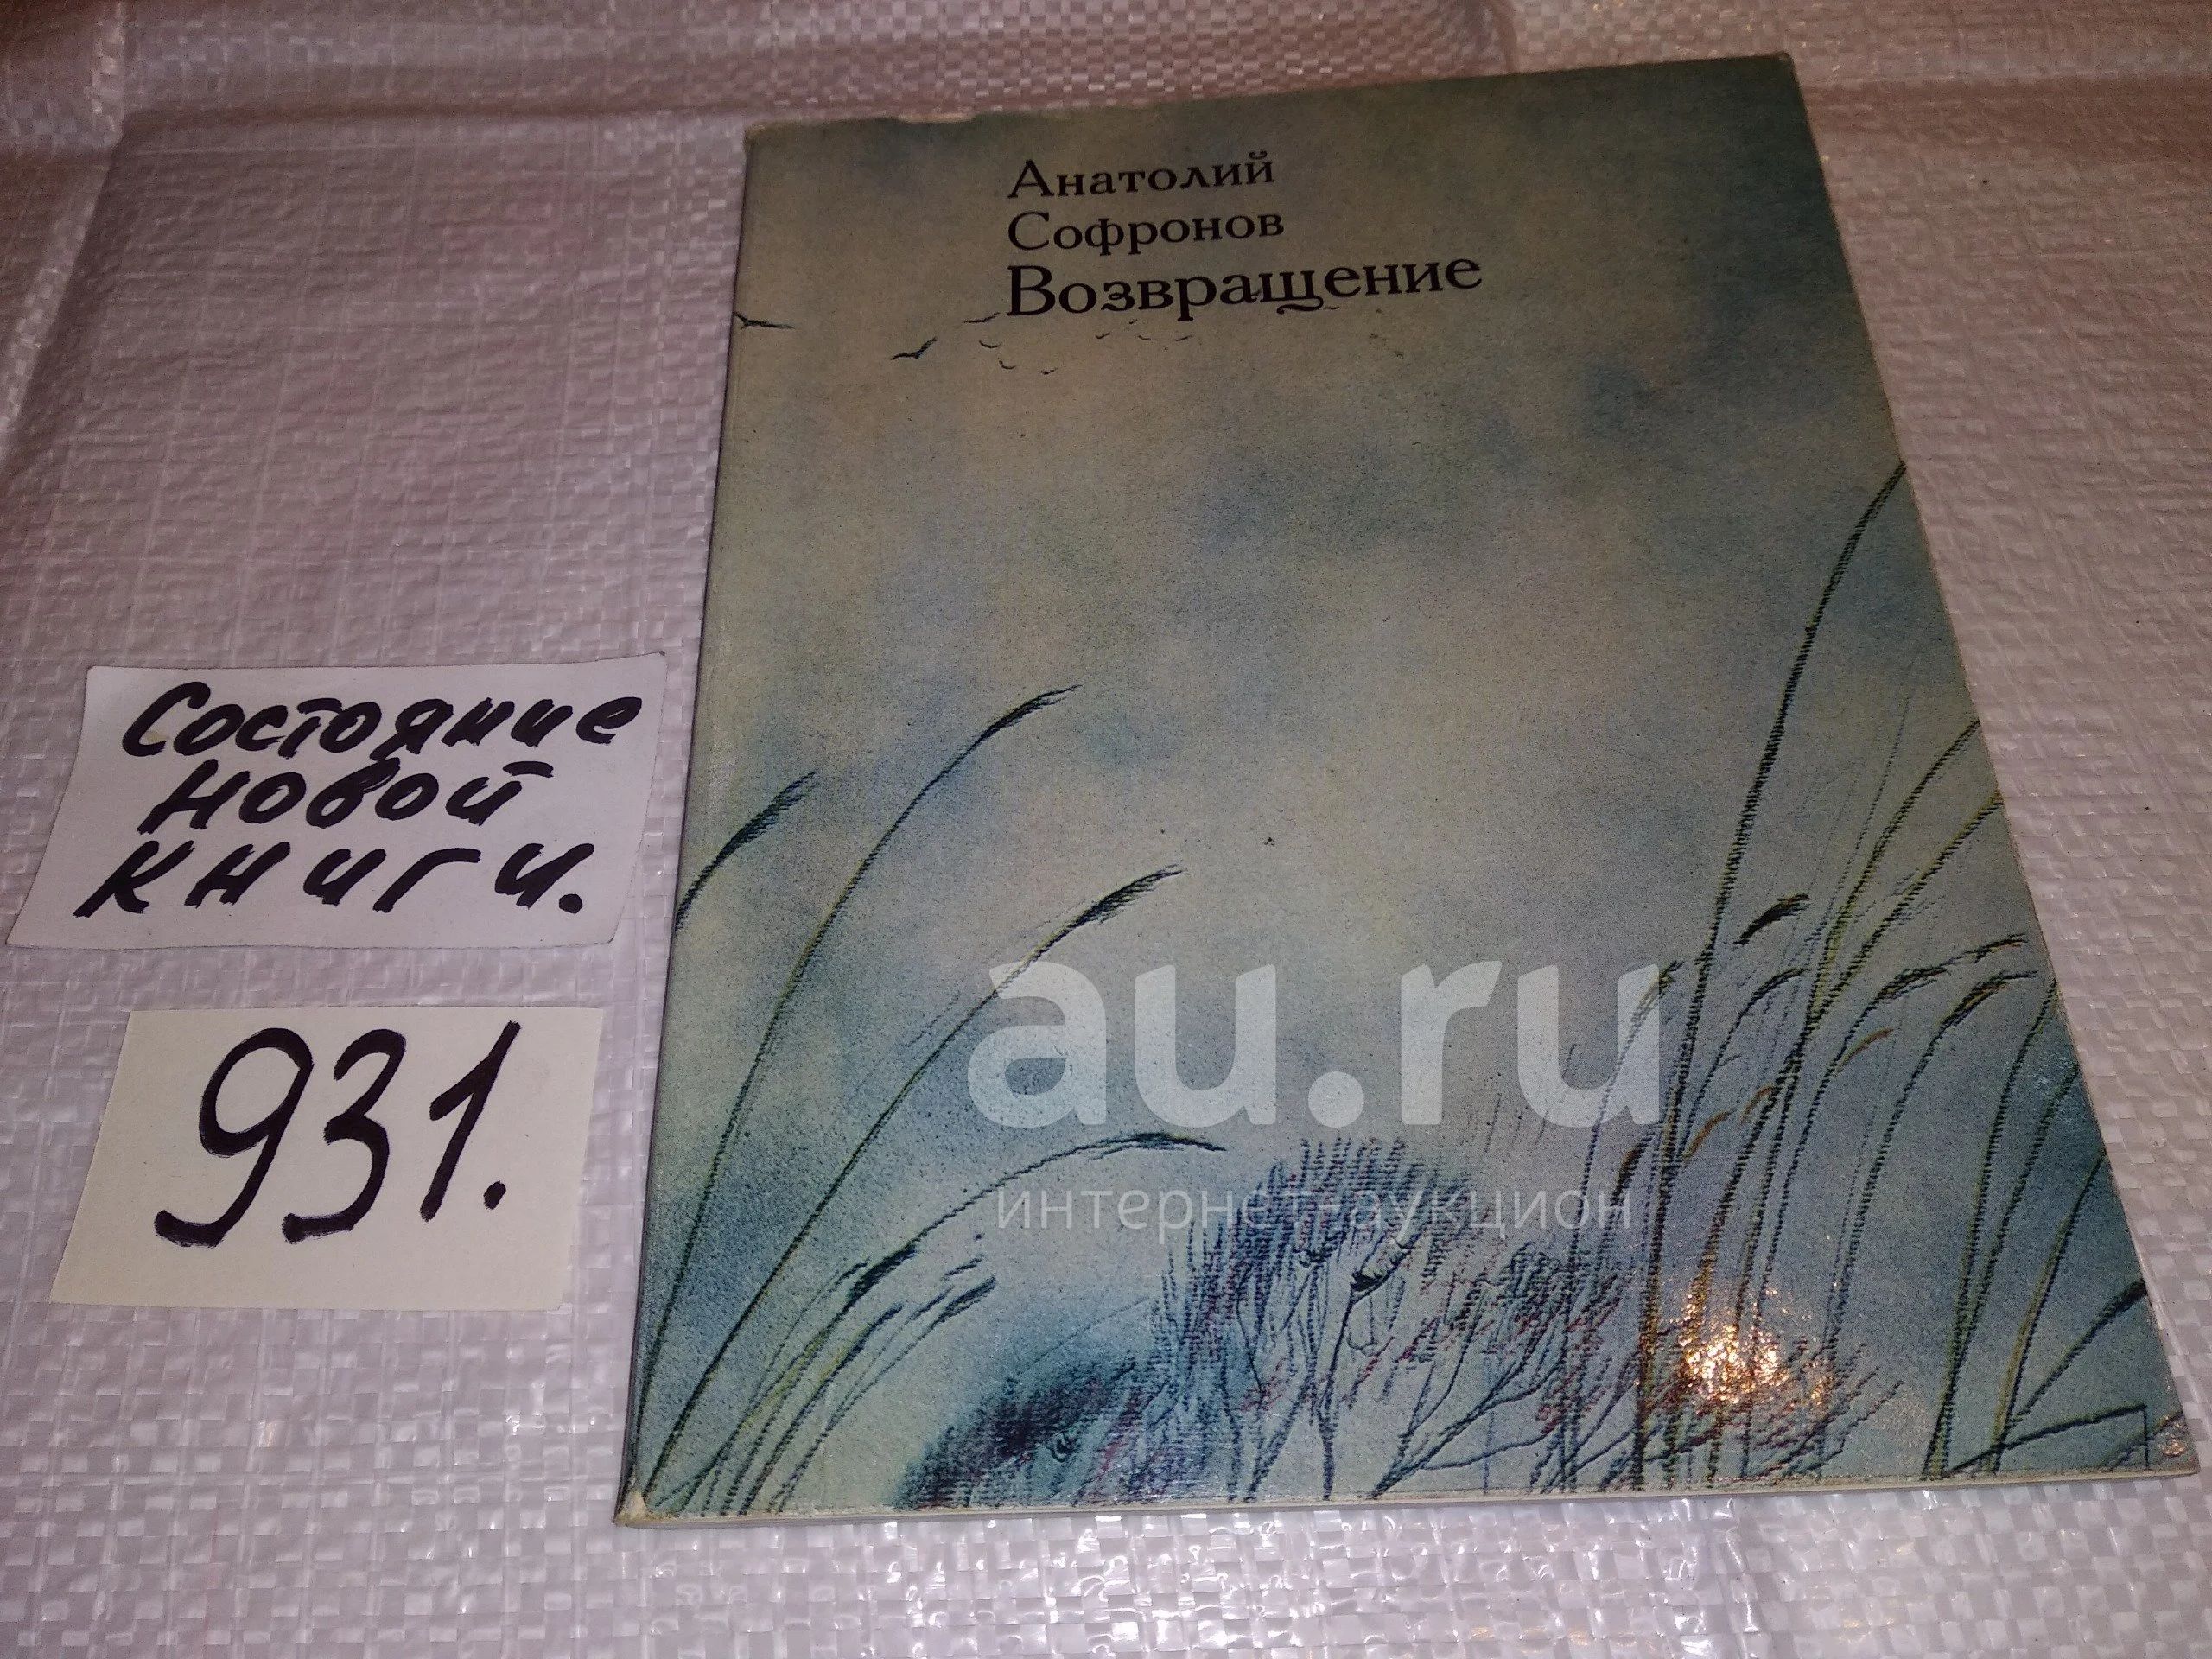 Анатолий
Софронов
Возвращение
Состояние
новой
книги.
931.
au.ru
интернет-аукцион